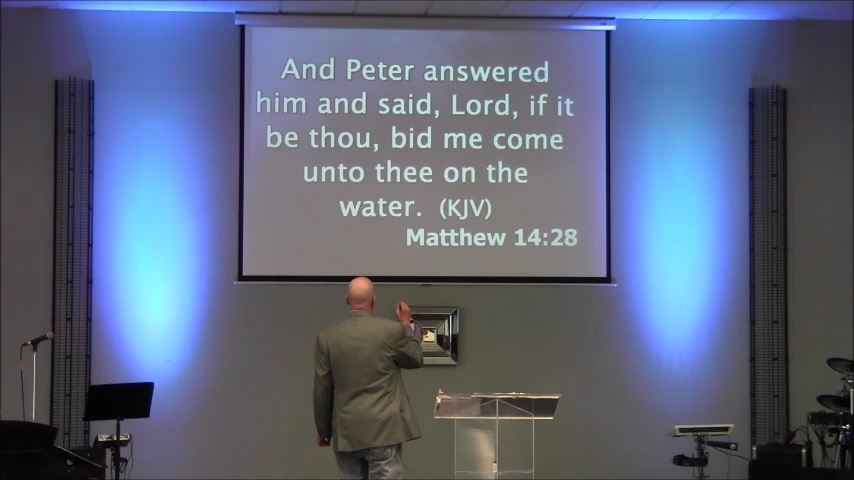 And Peter answered
him and said, Lord, if it
be thou, bid me come
unto thee on the
water. (KJV)
Matthew 14:28